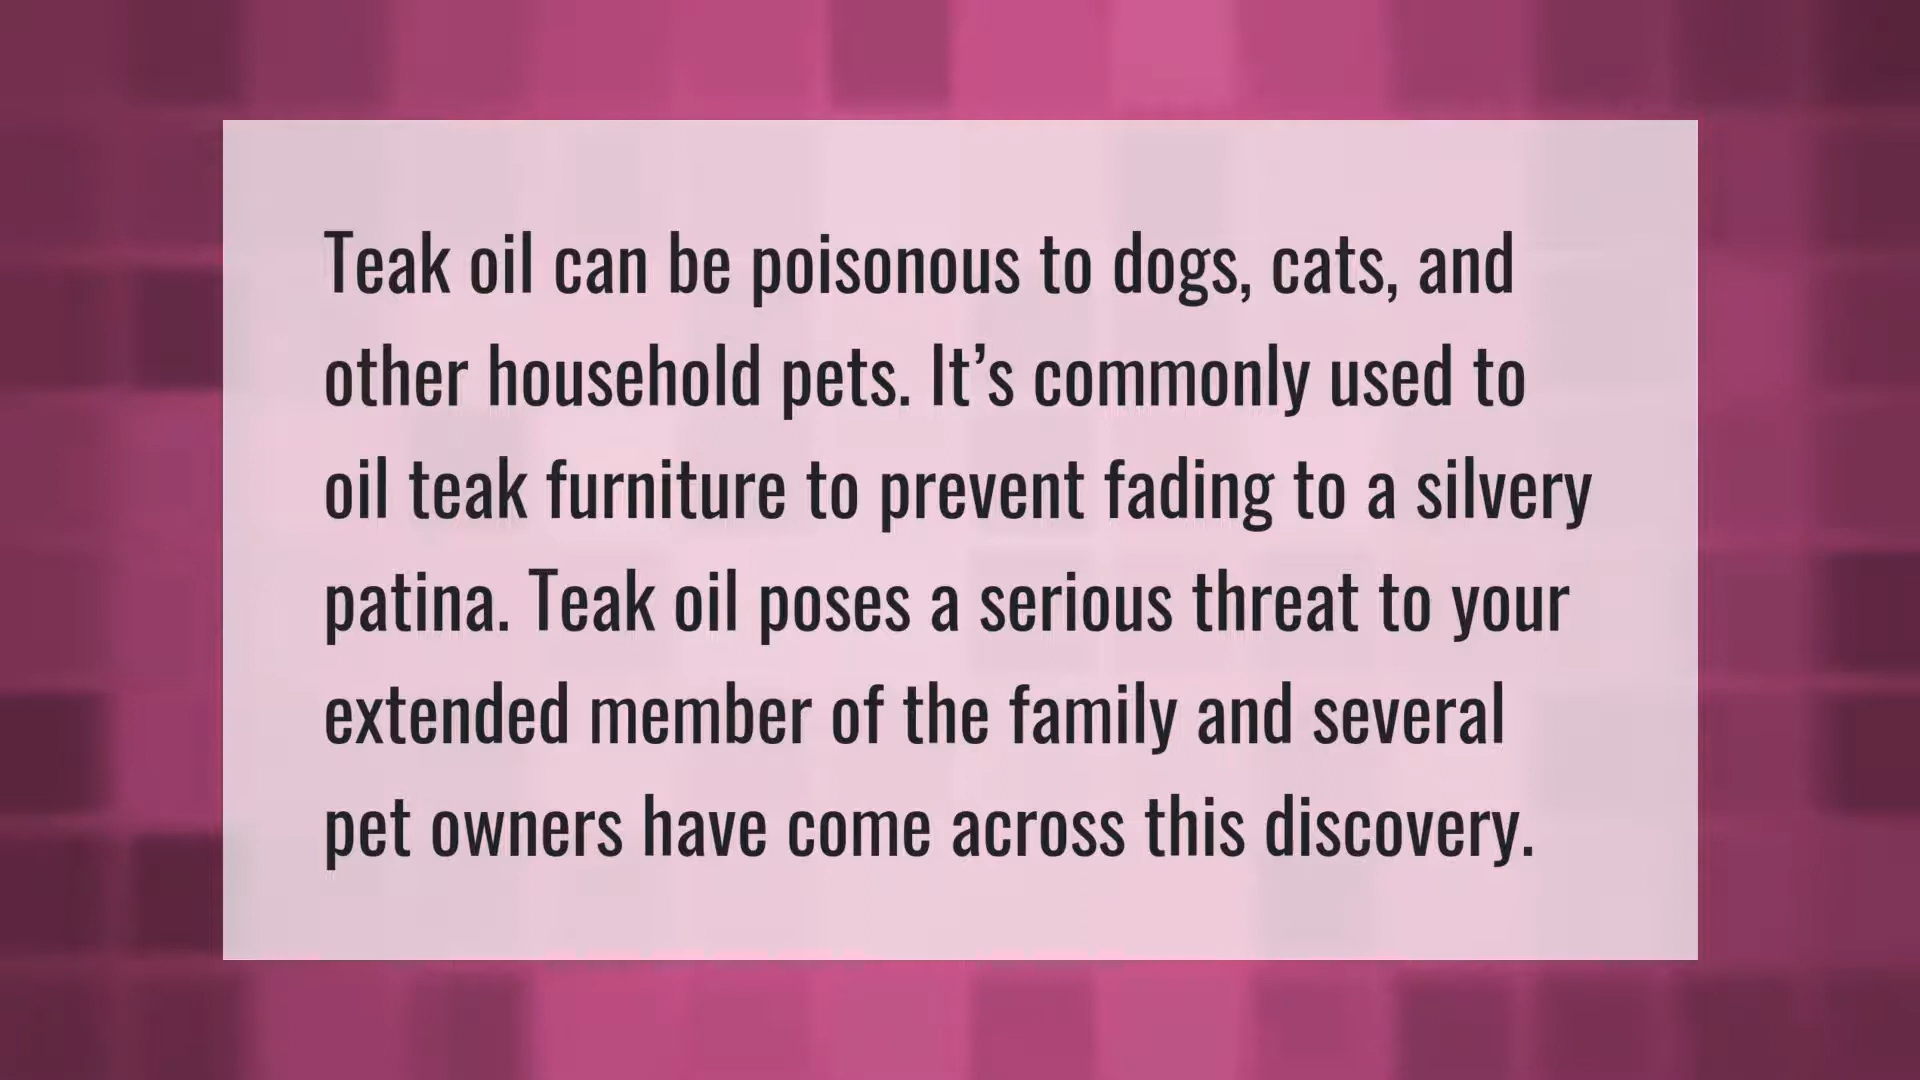 Teak oil can be poisonous to dogs, cats, and
other household pets. It’s commonly used to
oil teak furniture to prevent fading to a silvery
patina. Teak oil poses a serious threat to your
extended member of the family and several
pet owners have come across this discovery.